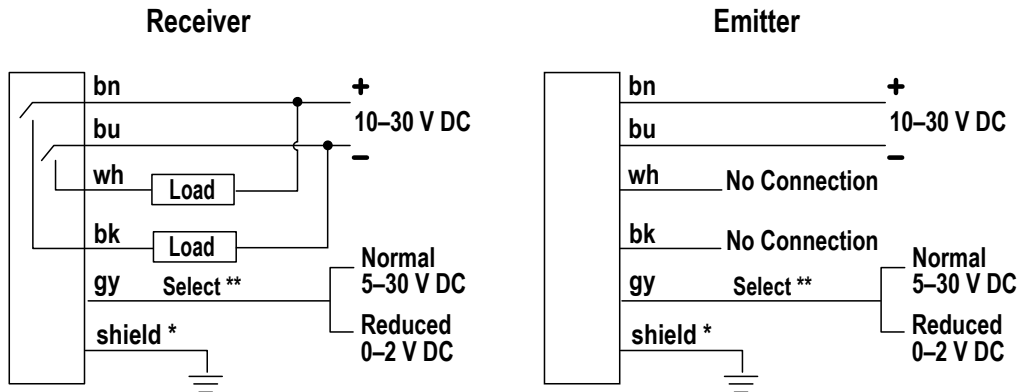 Receiver
bn
+
10–30 V DC
bu
–
wh
Load
bk
Load
gy
Select **
Normal
5–30 V DC
Reduced
0–2 V DC
shield *
Emitter
bn
+
10–30 V DC
bu
–
wh
No Connection
bk
No Connection
gy
Select **
Normal
5–30 V DC
Reduced
0–2 V DC
shield *